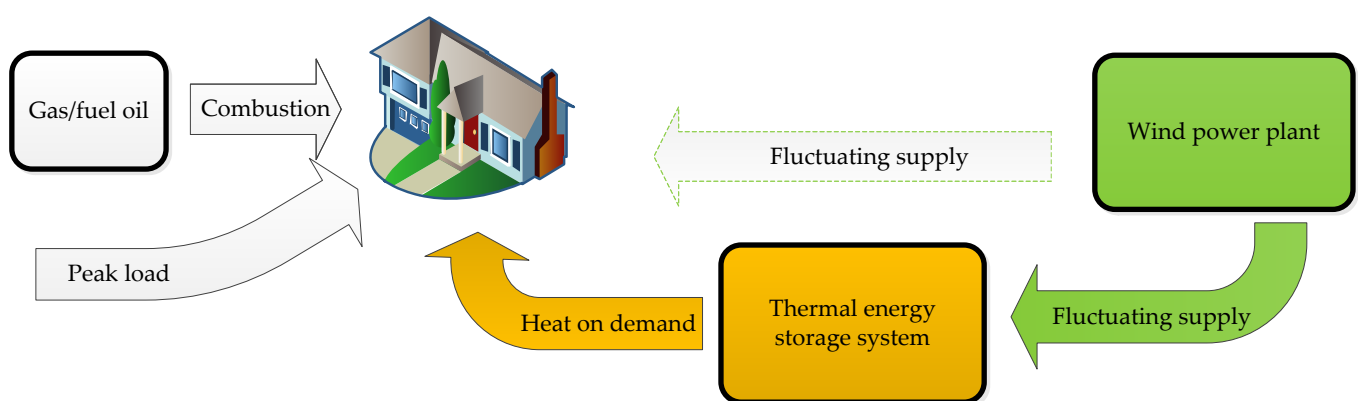 Gas/fuel oil
Combustion
Fluctuating supply
Wind power plant
Peak load
Heat on demand
Thermal energy
storage system
Fluctuating supply